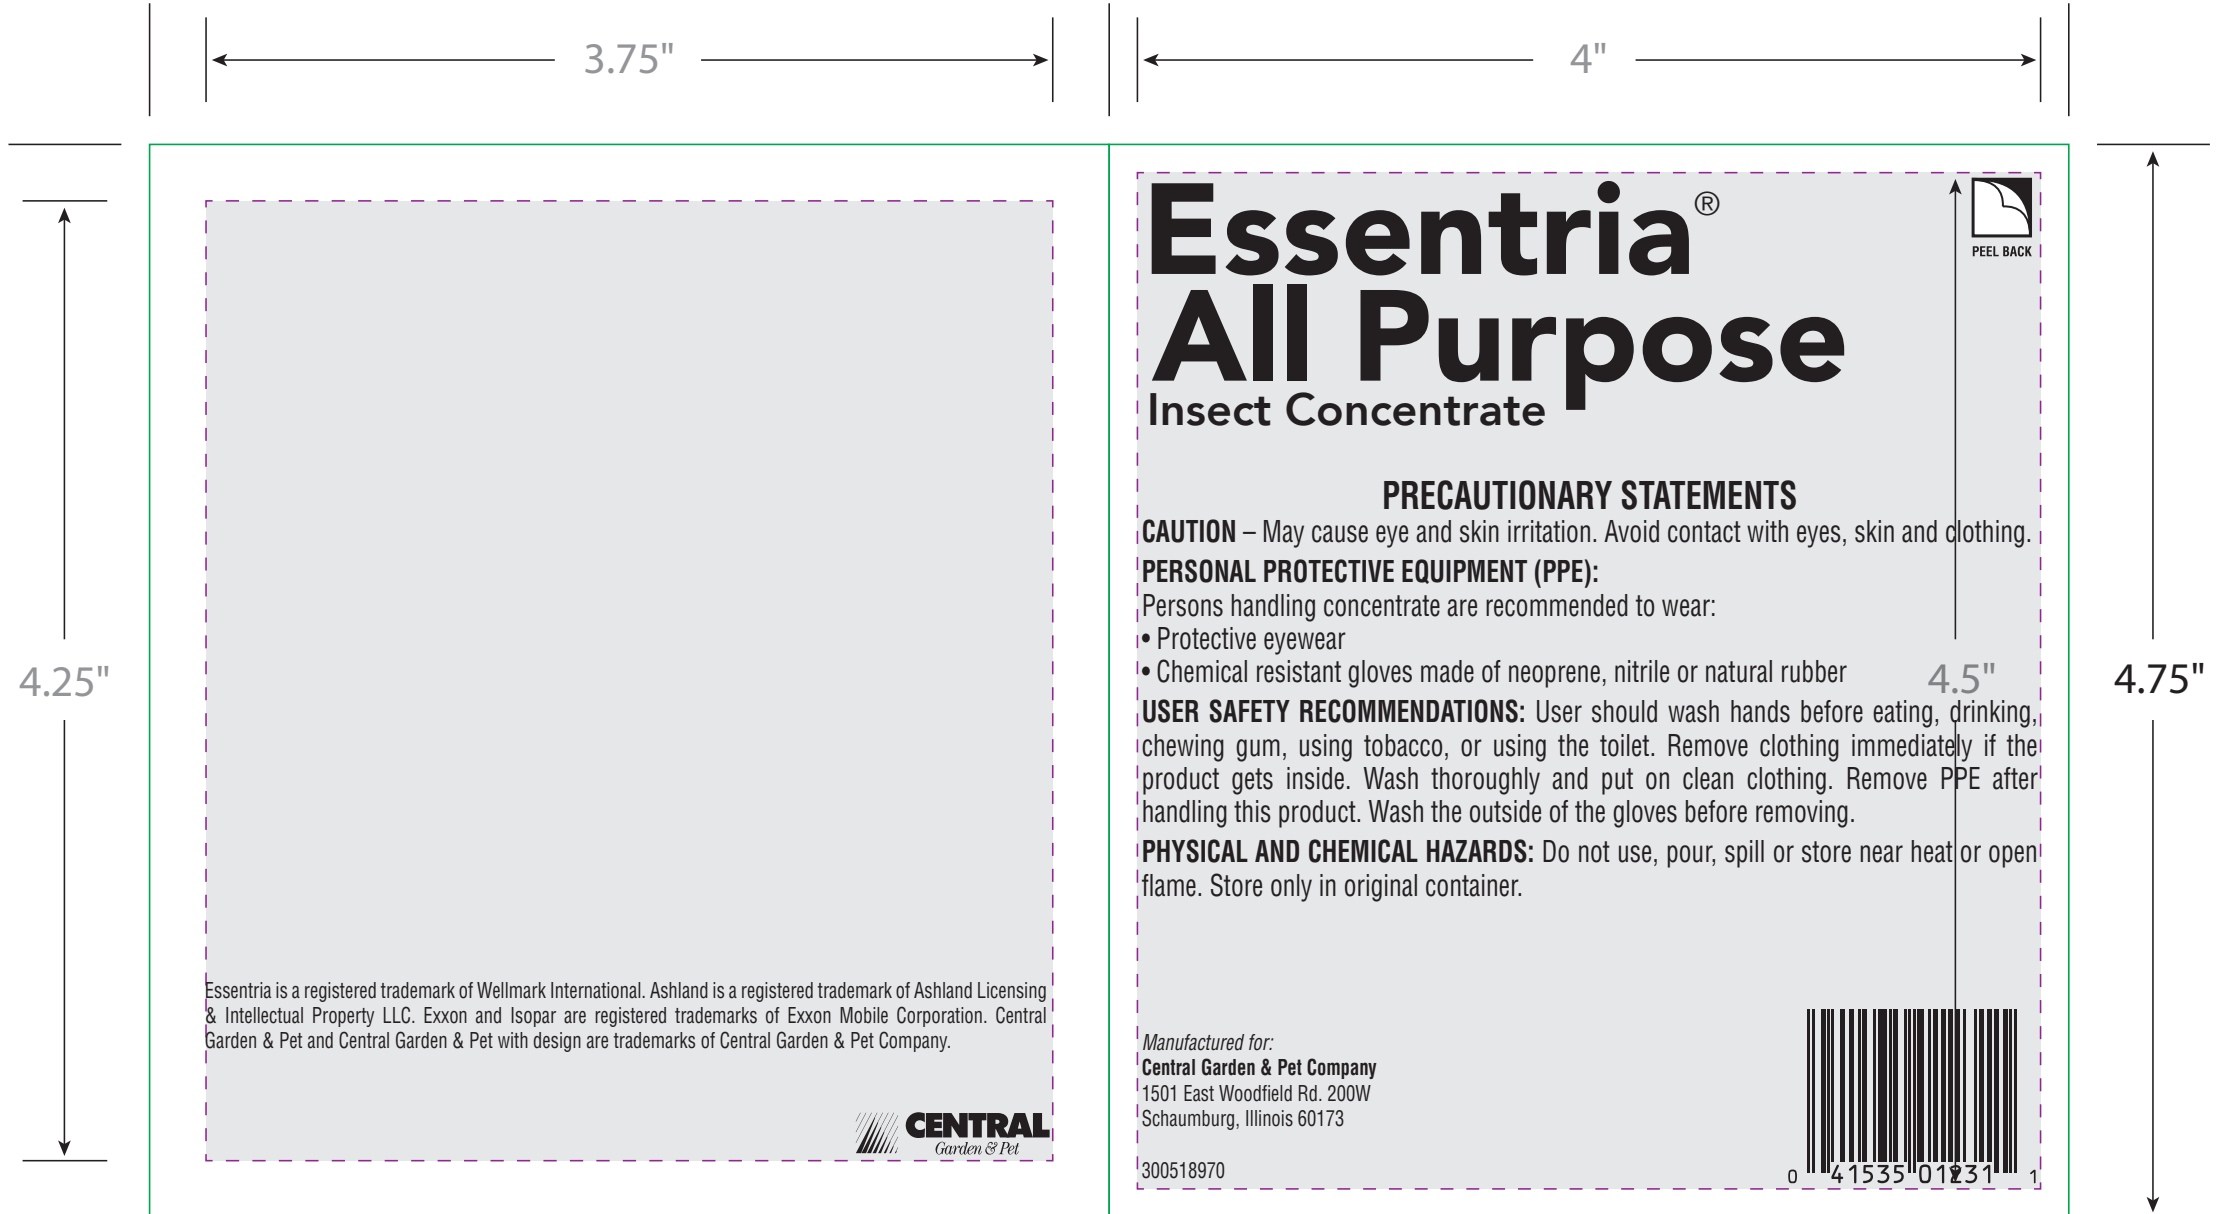 3.75"
4"
Essentria®
All Purpose
Insect Concentrate
PEEL BACK
PRECAUTIONARY STATEMENTS
CAUTION – May cause eye and skin irritation. Avoid contact with eyes, skin and clothing.
PERSONAL PROTECTIVE EQUIPMENT (PPE):
Persons handling concentrate are recommended to wear:
• Protective eyewear
• Chemical resistant gloves made of neoprene, nitrile or natural rubber
4.25"
4.5"
4.75"
USER SAFETY RECOMMENDATIONS: User should wash hands before eating, drinking,
chewing gum, using tobacco, or using the toilet. Remove clothing immediately if the
product gets inside. Wash thoroughly and put on clean clothing. Remove PPE after
handling this product. Wash the outside of the gloves before removing.
PHYSICAL AND CHEMICAL HAZARDS: Do not use, pour, spill or store near heat or open
flame. Store only in original container.
Essentria is a registered trademark of Wellmark International. Ashland is a registered trademark of Ashland Licensing
& Intellectual Property LLC. Exxon and Isopar are registered trademarks of Exxon Mobile Corporation. Central
Garden & Pet and Central Garden & Pet with design are trademarks of Central Garden & Pet Company.
CENTRAL
Garden & Pet
Manufactured for:
Central Garden & Pet Company
1501 East Woodfield Rd. 200W
Schaumburg, Illinois 60173
300518970
0 41535 01231 1